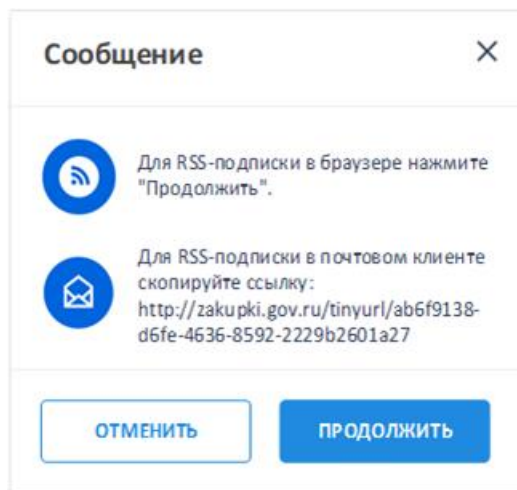 Сообщение
Для RSS-подписки в браузере нажмите
"Продолжить".
Для RSS-подписки в почтовом клиенте
скопируйте ссылку:
http://zakupki.gov.ru/tinyurl/ab6f9138-
d6fe-4636-8592-2229b2601a27
ОТМЕНИТЬ
ПРОДОЛЖИТЬ